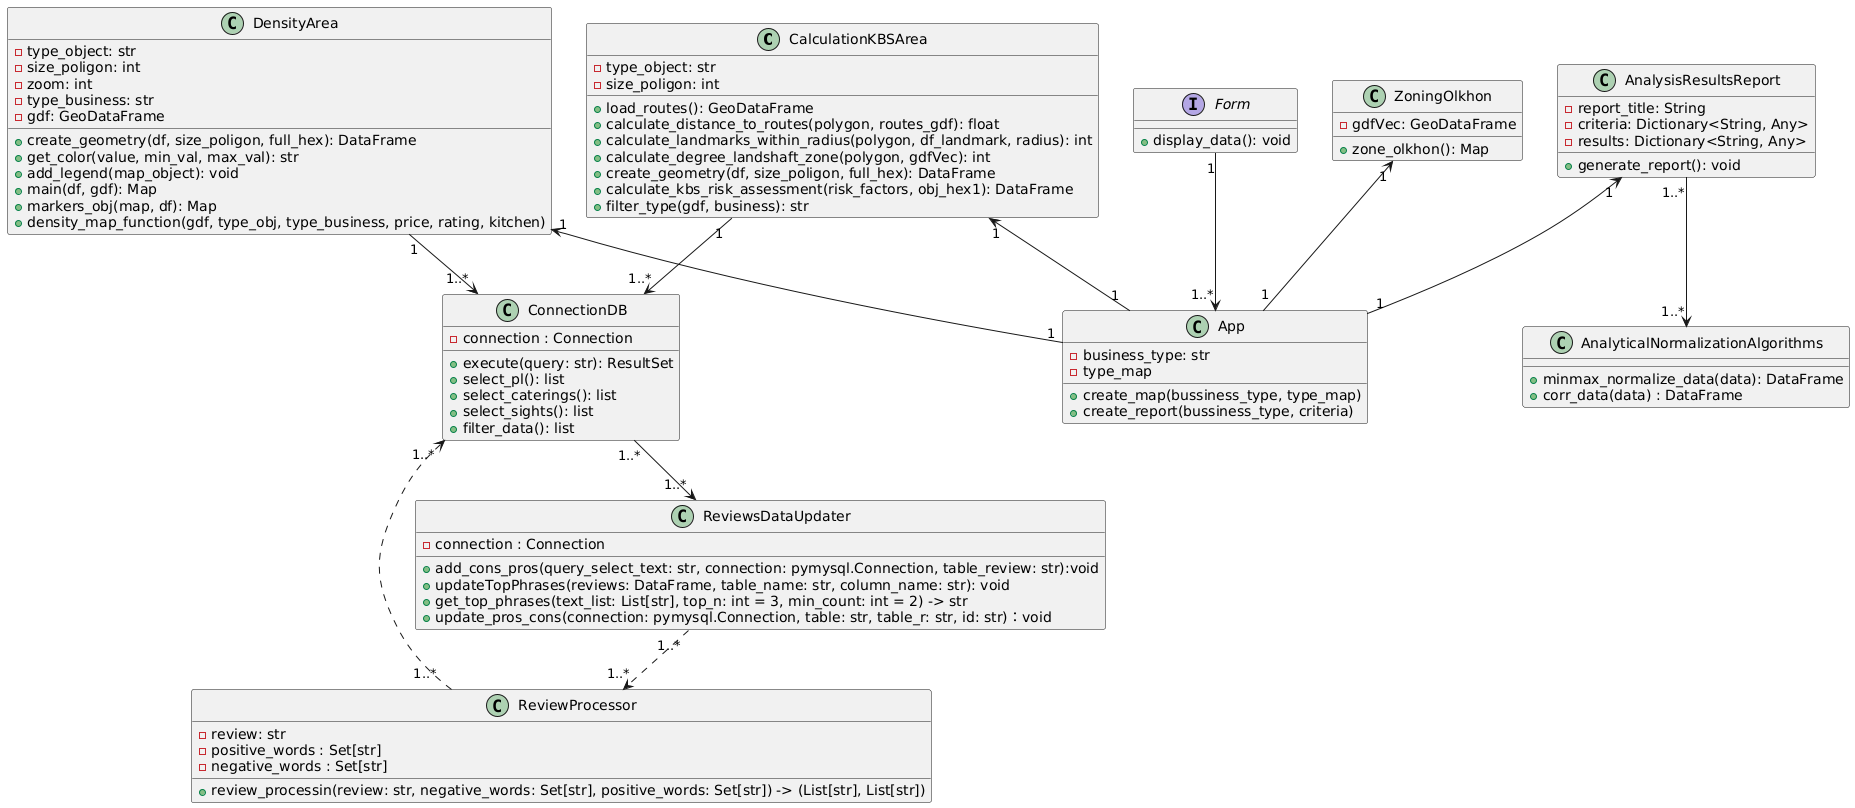 DensityArea
type_object: str
size_poligon: int
zoom: int
type_business: str
gdf: GeoDataFrame
create_geometry(df, size_poligon, full_hex): DataFrame
get_color(value, min_val, max_val): str
add_legend(map_object): void
main(df, gdf): Map
markers_obj(map, df): Map
density_map_function(gdf, type_obj, type_business, price, rating, kitchen)
C CalculationKBSArea
type_object: str
size_poligon: int
load_routes(): GeoDataFrame
calculate_distance_to_routes(polygon, routes_gdf): float
calculate_landmarks_within_radius(polygon, df_landmark, radius): int
calculate_degree_landshaft_zone(polygon, gdfVec): int
create_geometry(df, size_poligon, full_hex): DataFrame
calculate_kbs_risk_assessment(risk_factors, obj_hex1): DataFrame
filter_type(gdf, business): str
I Form
display_data(): void
C ZoningOlkhon
gdfVec: GeoDataFrame
zone_olkhon(): Map
C AnalysisResultsReport
report_title: String
criteria: Dictionary<String, Any>
results: Dictionary<String, Any>
generate_report(): void
1
1
1
1
1
1
1
1..*
1..*
1..*
1..*
1
1
1
1
1..*
C ConnectionDB
connection : Connection
execute(query: str): ResultSet
select_pl(): list
select_caterings(): list
select_sights(): list
filter_data(): list
C App
business_type: str
type_map
create_map(bussiness_type, type_map)
create_report(bussiness_type, criteria)
C AnalyticalNormalizationAlgorithms
minmax_normalize_data(data): DataFrame
corr_data(data) : DataFrame
1..*
1..*
1..*
C ReviewsDataUpdater
connection : Connection
add_cons_pros(query_select_text: str, connection: pymysql.Connection, table_review: str):void
updateTopPhrases(reviews: DataFrame, table_name: str, column_name: str): void
get_top_phrases(text_list: List[str], top_n: int = 3, min_count: int = 2) -> str
update_pros_cons(connection: pymysql.Connection, table: str, table_r: str, id: str) : void
1..*
1..*
1..*
C ReviewProcessor
review: str
positive_words : Set[str]
negative_words : Set[str]
review_processin(review: str, negative_words: Set[str], positive_words: Set[str]) -> (List[str], List[str])